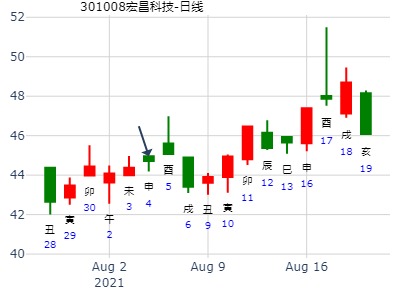 301008宏昌科技-日线
52
50
48
46
44
42
40
丑 28
寅 29
卯 30
午 2
未 3
申 4
酉 5
戌 6
丑 9
寅 10
卯 11
辰 12
巳 13
申 16
酉 17
戌 18
亥 19
Aug 2
2021
Aug 9
Aug 16